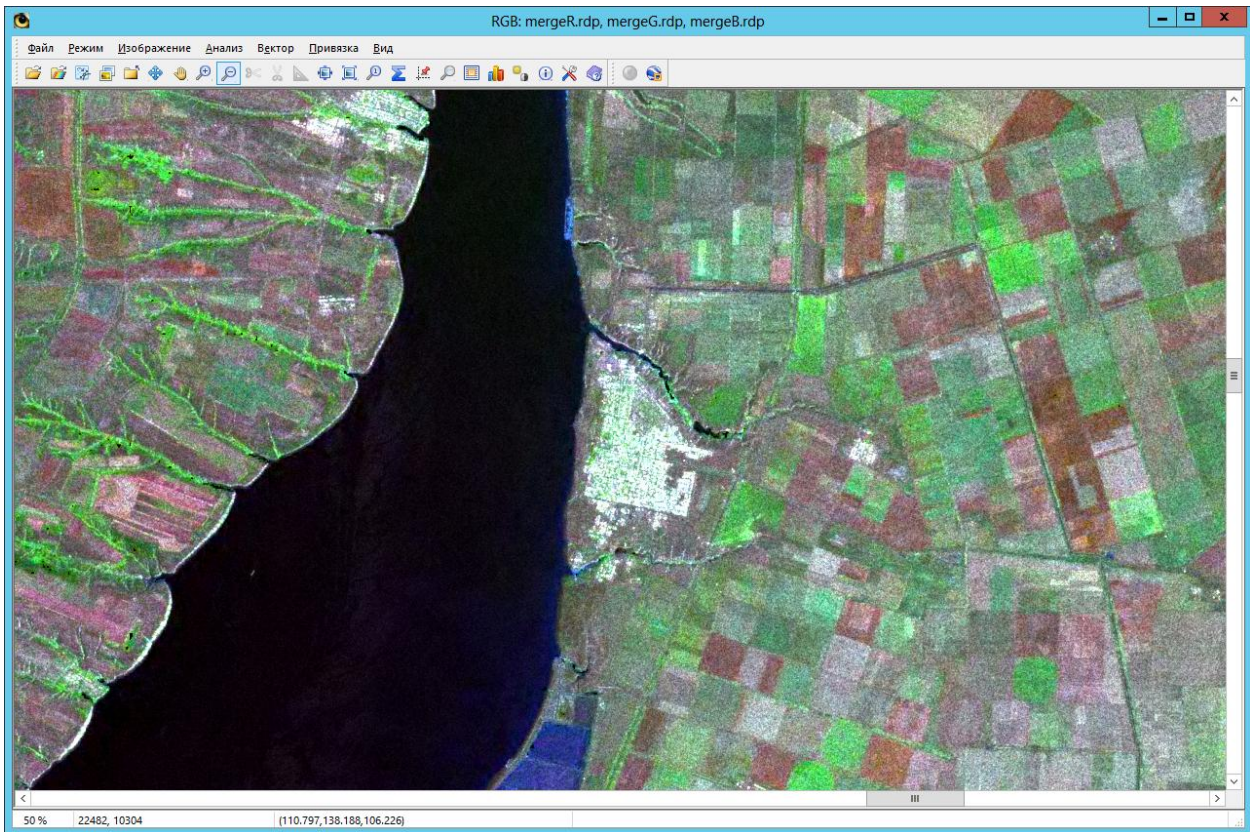 RGB: mergeR.rdp, mergeG.rdp, mergeB.rdp
Файл Режим Изображение Анализ Вектор Привязка Вид
50 % 22482, 10304 (110.797,138.188,106.226)